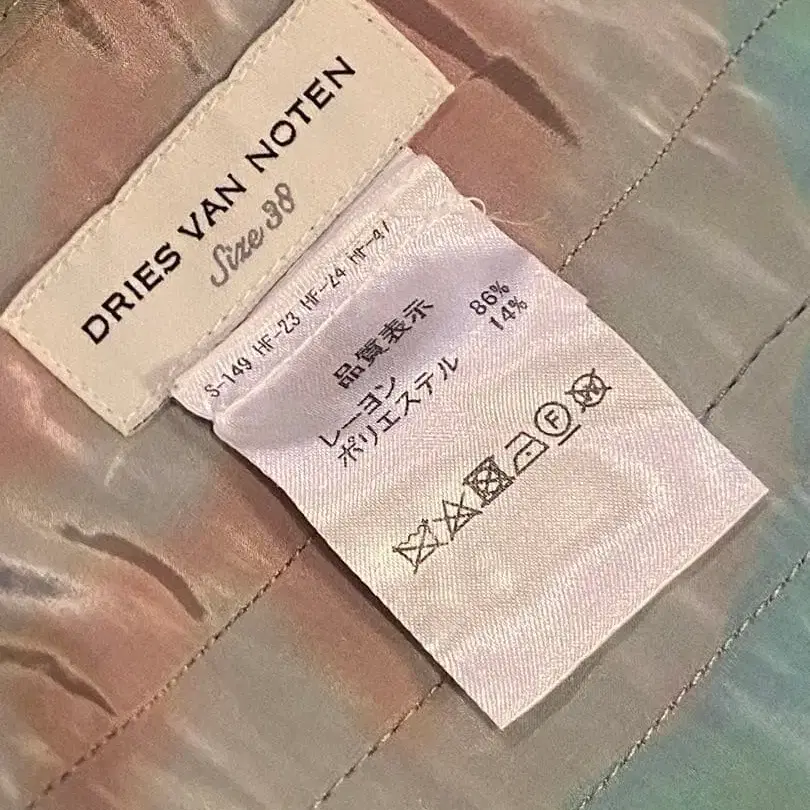 DRIES VAN NOTEN
Size 38
S-149 HF-23 HF-24 HF-47
品質表示
レーヨン 86%
ポリエステル 14%
F